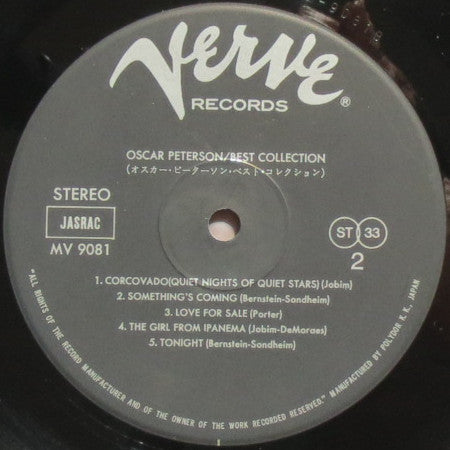 Verve
RECORDS ®
OSCAR PETERSON/BEST COLLECTION
(オスカー・ピーターソン・ベスト・コレクション)
STEREO
JASRAC
MV 9081
ST 33
2
1. CORCOVADO(QUIET NIGHTS OF QUIET STARS)(Jobim)
2. SOMETHING'S COMING (Bernstein-Sondheim)
3. LOVE FOR SALE (Porter)
4. THE GIRL FROM IPANEMA (Jobim-DeMoraes)
5. TONIGHT (Bernstein-Sondheim)
"ALL RIGHTS OF THE RECORD MANUFACTURER AND OF THE OWNER OF THE WORK RECORDED RESERVED." MANUFACTURED BY POLYDOR K. K., JAPAN